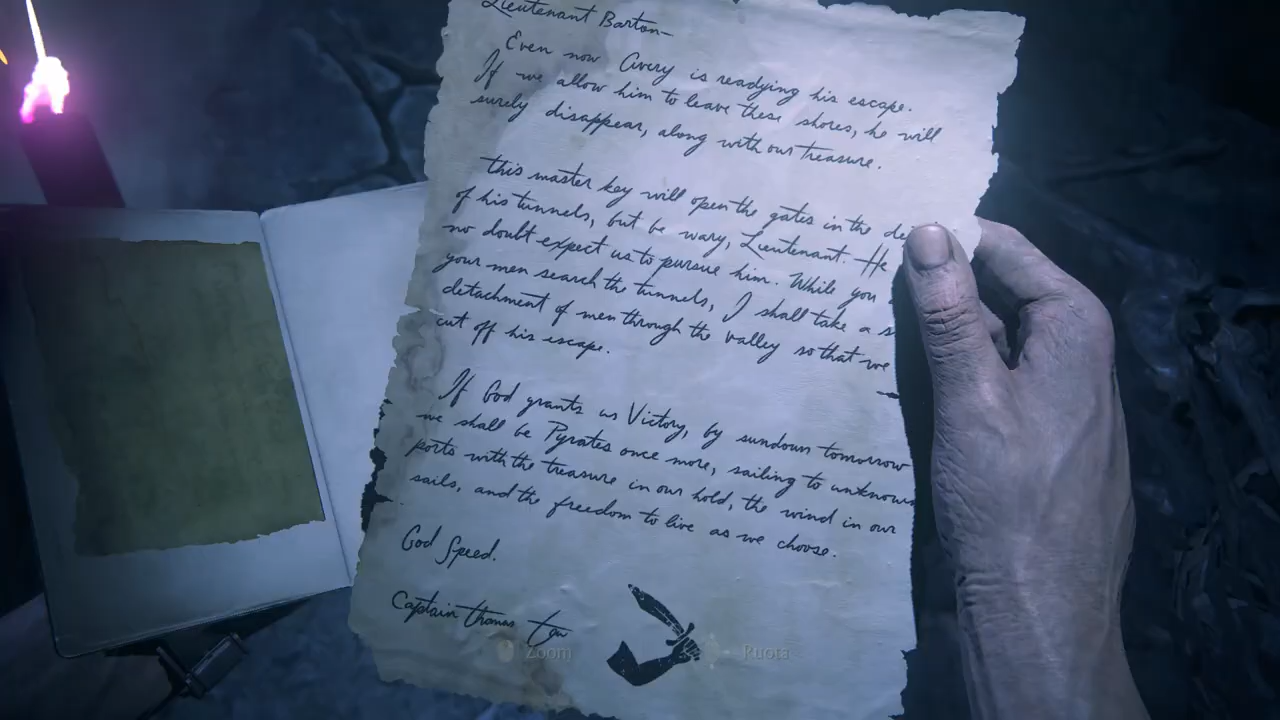 Lieutenant Barton-
Even now Avery is readying his escape.
If we allow him to leave these shores, he will
surely disappear, along with our treasure.
This master key will open the gates in the
of his tunnels, but be wary, Lieutenant. He
no doubt expect us to pursue him. While you
your men search the tunnels, I shall take a
detachment of men through the valley so that we
cut off his escape.
If God grants us Victory, by sundown tomorrow
we shall be Pyrates once more, sailing to unknown
ports with the treasure in our hold, the wind in our
sails, and the freedom to live as we choose.
God Speed.
Captain Thomas Tew
Zoom
Ruota